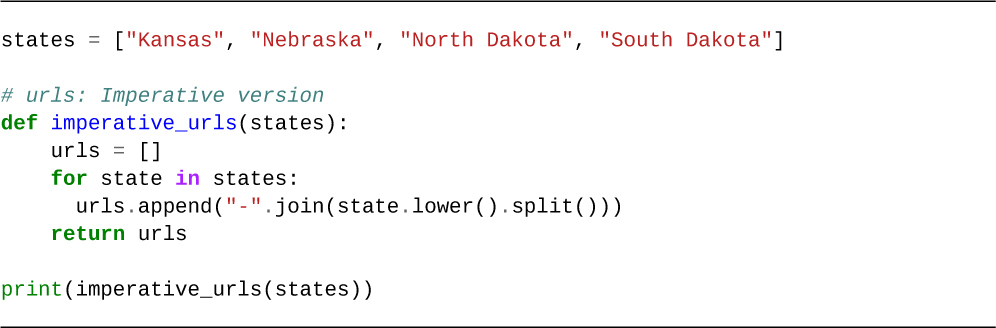 states = ["Kansas", "Nebraska", "North Dakota", "South Dakota"]
# urls: Imperative version
def imperative_urls(states):
    urls = []
    for state in states:
      urls.append("-".join(state.lower().split()))
    return urls
print(imperative_urls(states))